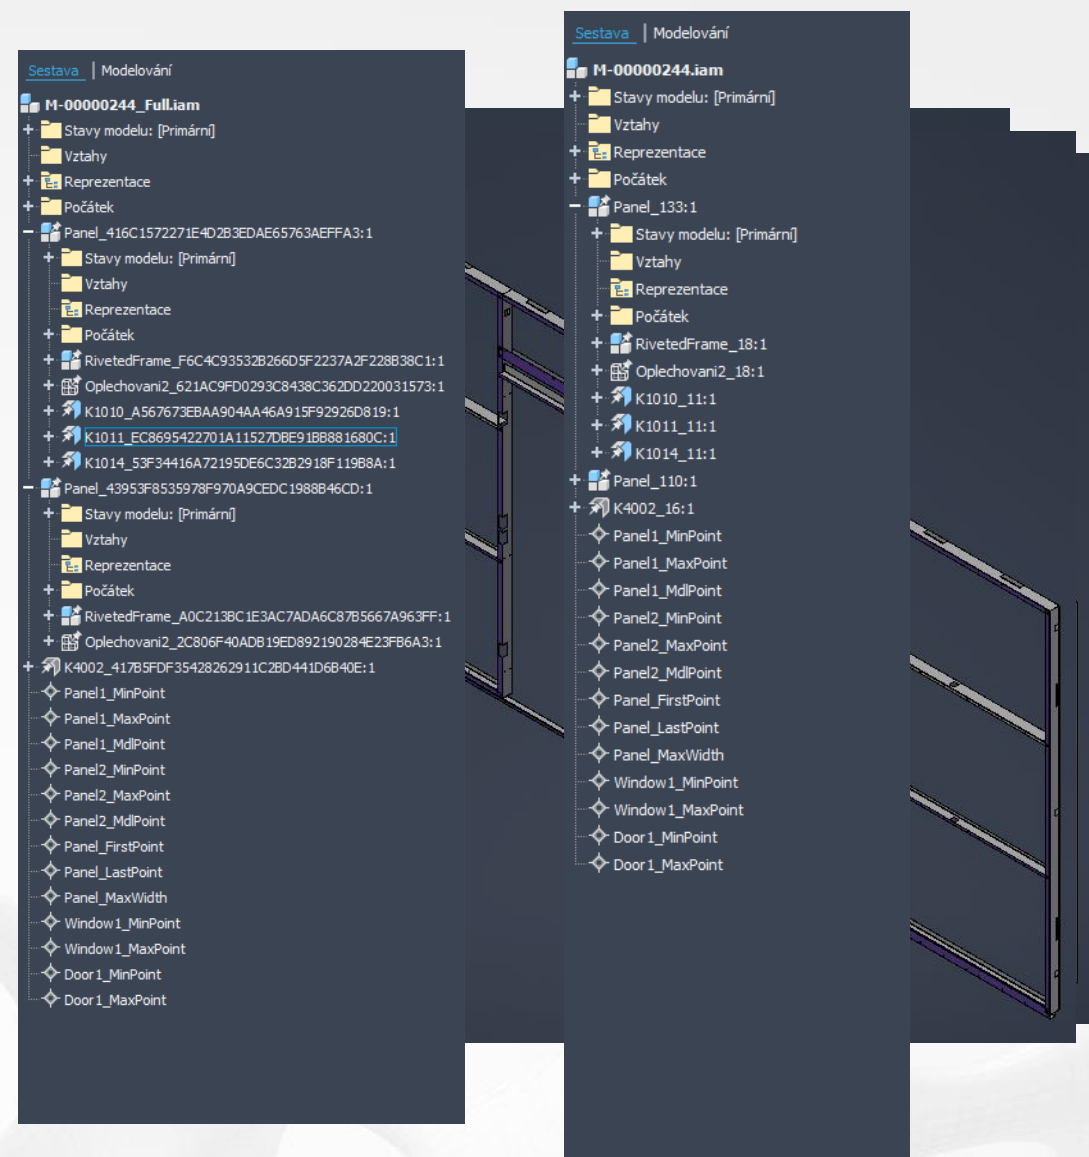 Sestava | Modelování
M-00000244_Full.iam
Stavy modelu: [Primární]
Vztahy
Reprezentace
Počátek
Panel_416C1572271E4D2B3EDAE65763AEFFA3:1
Stavy modelu: [Primární]
Vztahy
Reprezentace
Počátek
RivetedFrame_F6C4C93532B266D5F2237A2F228B38C1:1
Oplechovani2_621AC9FD0293C8438C362DD220031573:1
K1010_A567673EBAA904AA46A915F92926D819:1
K1011_EC8695422701A11527DBE91BB881680C:1
K1014_53F34416A72195DE6C32B2918F119B8A:1
Panel_43953F8535978F970A9CEDC1988B46CD:1
Stavy modelu: [Primární]
Vztahy
Reprezentace
Počátek
RivetedFrame_A0C213BC1E3AC7ADA6C87B5667A963FF:1
Oplechovani2_2C806F40ADB19ED892190284E23FB6A3:1
K4002_417B5FDF35428262911C2BD441D6B40E:1
Panel1_MinPoint
Panel1_MaxPoint
Panel1_MdlPoint
Panel2_MinPoint
Panel2_MaxPoint
Panel2_MdlPoint
Panel_FirstPoint
Panel_LastPoint
Panel_MaxWidth
Window1_MinPoint
Window1_MaxPoint
Door1_MinPoint
Door1_MaxPoint
Sestava | Modelování
M-00000244.iam
Stavy modelu: [Primární]
Vztahy
Reprezentace
Počátek
Panel_133:1
Stavy modelu: [Primární]
Vztahy
Reprezentace
Počátek
RivetedFrame_18:1
Oplechovani2_18:1
K1010_11:1
K1011_11:1
K1014_11:1
Panel_110:1
K4002_16:1
Panel1_MinPoint
Panel1_MaxPoint
Panel1_MdlPoint
Panel2_MinPoint
Panel2_MaxPoint
Panel2_MdlPoint
Panel_FirstPoint
Panel_LastPoint
Panel_MaxWidth
Window1_MinPoint
Window1_MaxPoint
Door1_MinPoint
Door1_MaxPoint